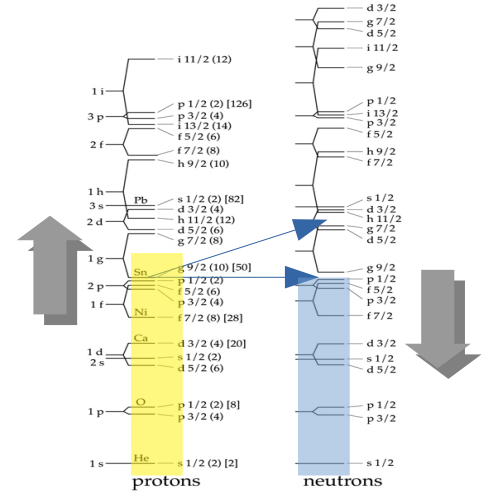 d 3/2
g 7/2
d 5/2
i 11/2
g 9/2
i 11/2 (12)
1 i
p 1/2 (2) [126]
p 3/2 (4)
i 13/2 (14)
f 5/2 (6)
3 p
2 f
f 7/2 (8)
h 9/2 (10)
p 1/2
i 13/2
p 3/2
f 5/2
h 9/2
f 7/2
1 h
3 s
2 d
Pb
s 1/2 (2) [82]
d 3/2 (4)
h 11/2 (12)
d 5/2 (6)
g 7/2 (8)
s 1/2
d 3/2
h 11/2
g 7/2
d 5/2
1 g
Sn
g 9/2 (10) [50]
p 1/2 (2)
f 5/2 (6)
p 3/2 (4)
2 p
1 f
Ni
f 7/2 (8) [28]
g 9/2
p 1/2
f 5/2
p 3/2
f 7/2
Ca
d 3/2 (4) [20]
1 d
2 s
s 1/2 (2)
d 5/2 (6)
d 3/2
s 1/2
d 5/2
O
1 p
p 1/2 (2) [8]
p 3/2 (4)
p 1/2
p 3/2
He
1 s
s 1/2 (2) [2]
s 1/2
protons
neutrons